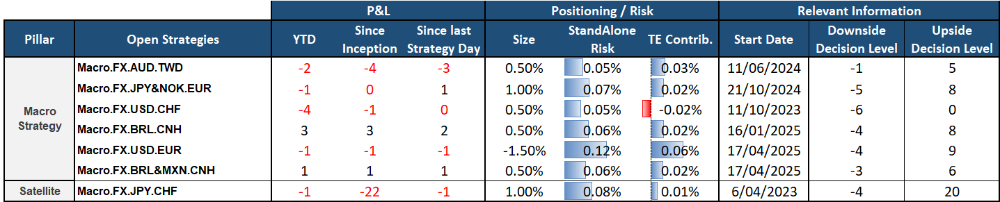 P&L Positioning / Risk Relevant Information
Pillar Open Strategies YTD Since Inception Since last Strategy Day Size StandAlone Risk TE Contrib. Start Date Downside Decision Level Upside Decision Level
Macro Strategy
Macro.FX.AUD.TWD -2 -4 -3 0.50% 0.05% 0.03% 11/06/2024 -1 5
Macro.FX.JPY&NOK.EUR -1 0 1 1.00% 0.07% 0.02% 21/10/2024 -5 8
Macro.FX.USD.CHF -4 -1 0 0.50% 0.05% -0.02% 11/10/2023 -6 0
Macro.FX.BRL.CNH 3 3 2 0.50% 0.06% 0.02% 16/01/2025 -4 8
Macro.FX.USD.EUR -1 -1 -1 -1.50% 0.12% 0.06% 17/04/2025 -4 9
Macro.FX.BRL&MXN.CNH 1 1 1 0.50% 0.06% 0.02% 17/04/2025 -3 6
Satellite Macro.FX.JPY.CHF -1 -22 -1 1.00% 0.08% 0.01% 6/04/2023 -4 20